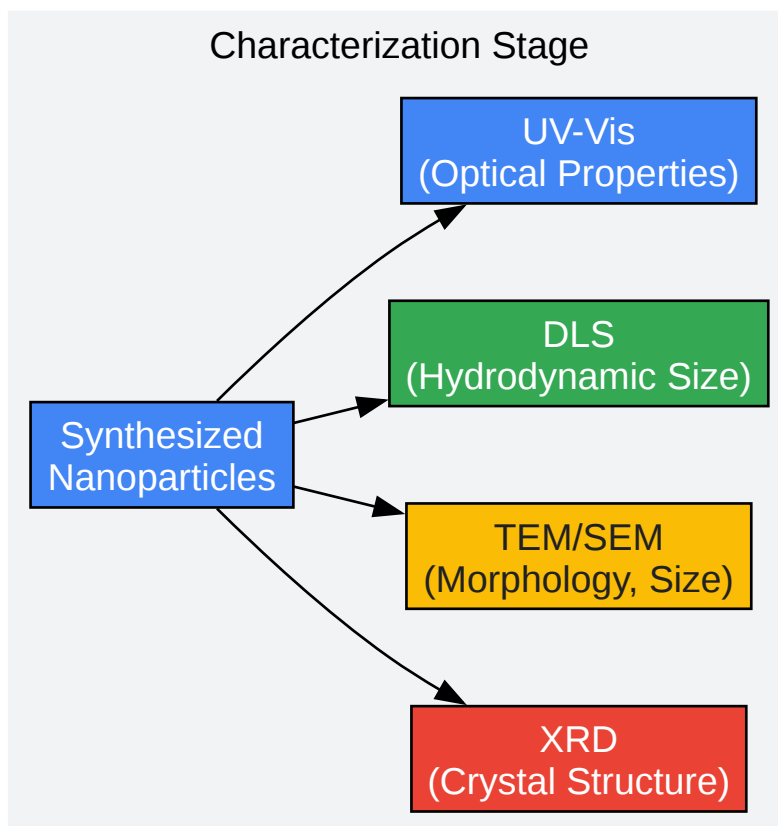 Characterization Stage
UV-Vis
(Optical Properties)
DLS
(Hydrodynamic Size)
Synthesized
Nanoparticles
TEM/SEM
(Morphology, Size)
XRD
(Crystal Structure)